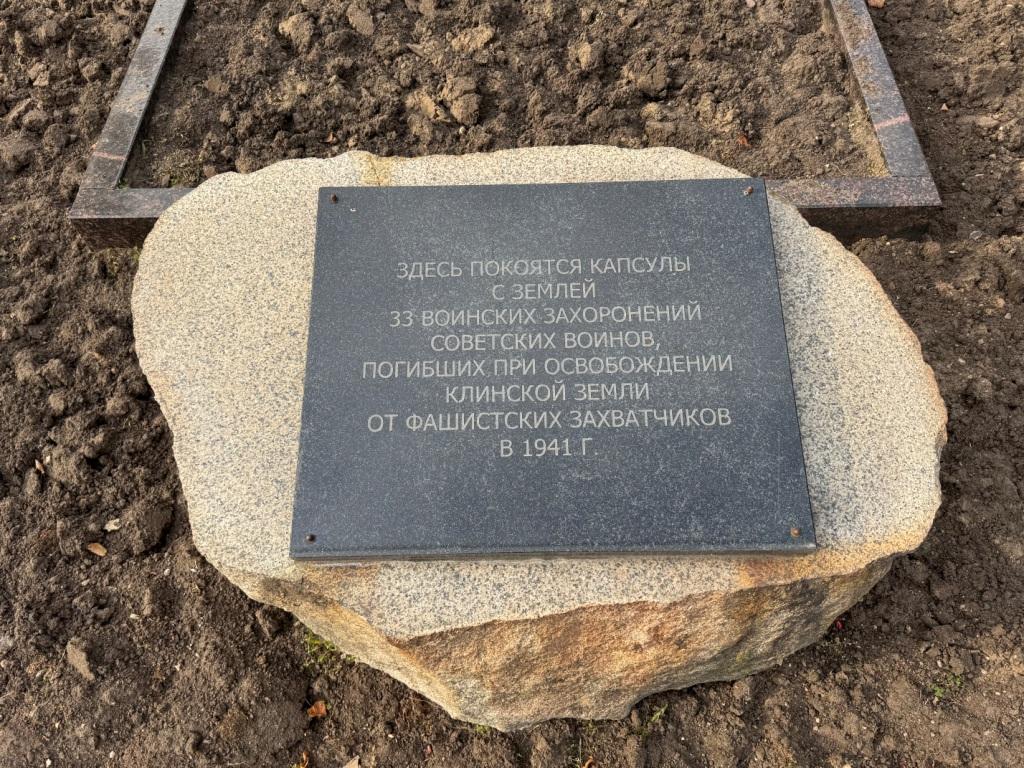 ЗДЕСЬ ПОКОЯТСЯ КАПСУЛЫ
С ЗЕМЛЕЙ
33 ВОИНСКИХ ЗАХОРОНЕНИЙ
СОВЕТСКИХ ВОИНОВ,
ПОГИБШИХ ПРИ ОСВОБОЖДЕНИИ
КЛИНСКОЙ ЗЕМЛИ
ОТ ФАШИСТСКИХ ЗАХВАТЧИКОВ
В 1941 Г.